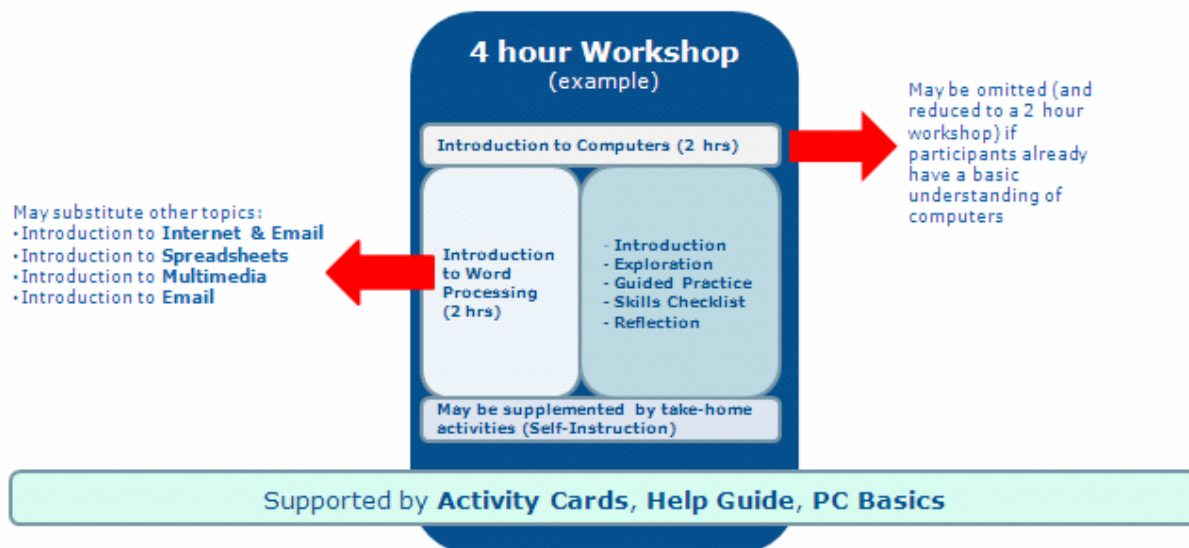 4 hour Workshop
(example)
Introduction to Computers (2 hrs)
May be omitted (and
reduced to a 2 hour
workshop) if
participants already
have a basic
understanding of
computers
May substitute other topics:
•Introduction to Internet & Email
•Introduction to Spreadsheets
•Introduction to Multimedia
•Introduction to Email
Introduction
to Word
Processing
(2 hrs)
- Introduction
- Exploration
- Guided Practice
- Skills Checklist
- Reflection
May be supplemented by take-home
activities (Self-Instruction)
Supported by Activity Cards, Help Guide, PC Basics